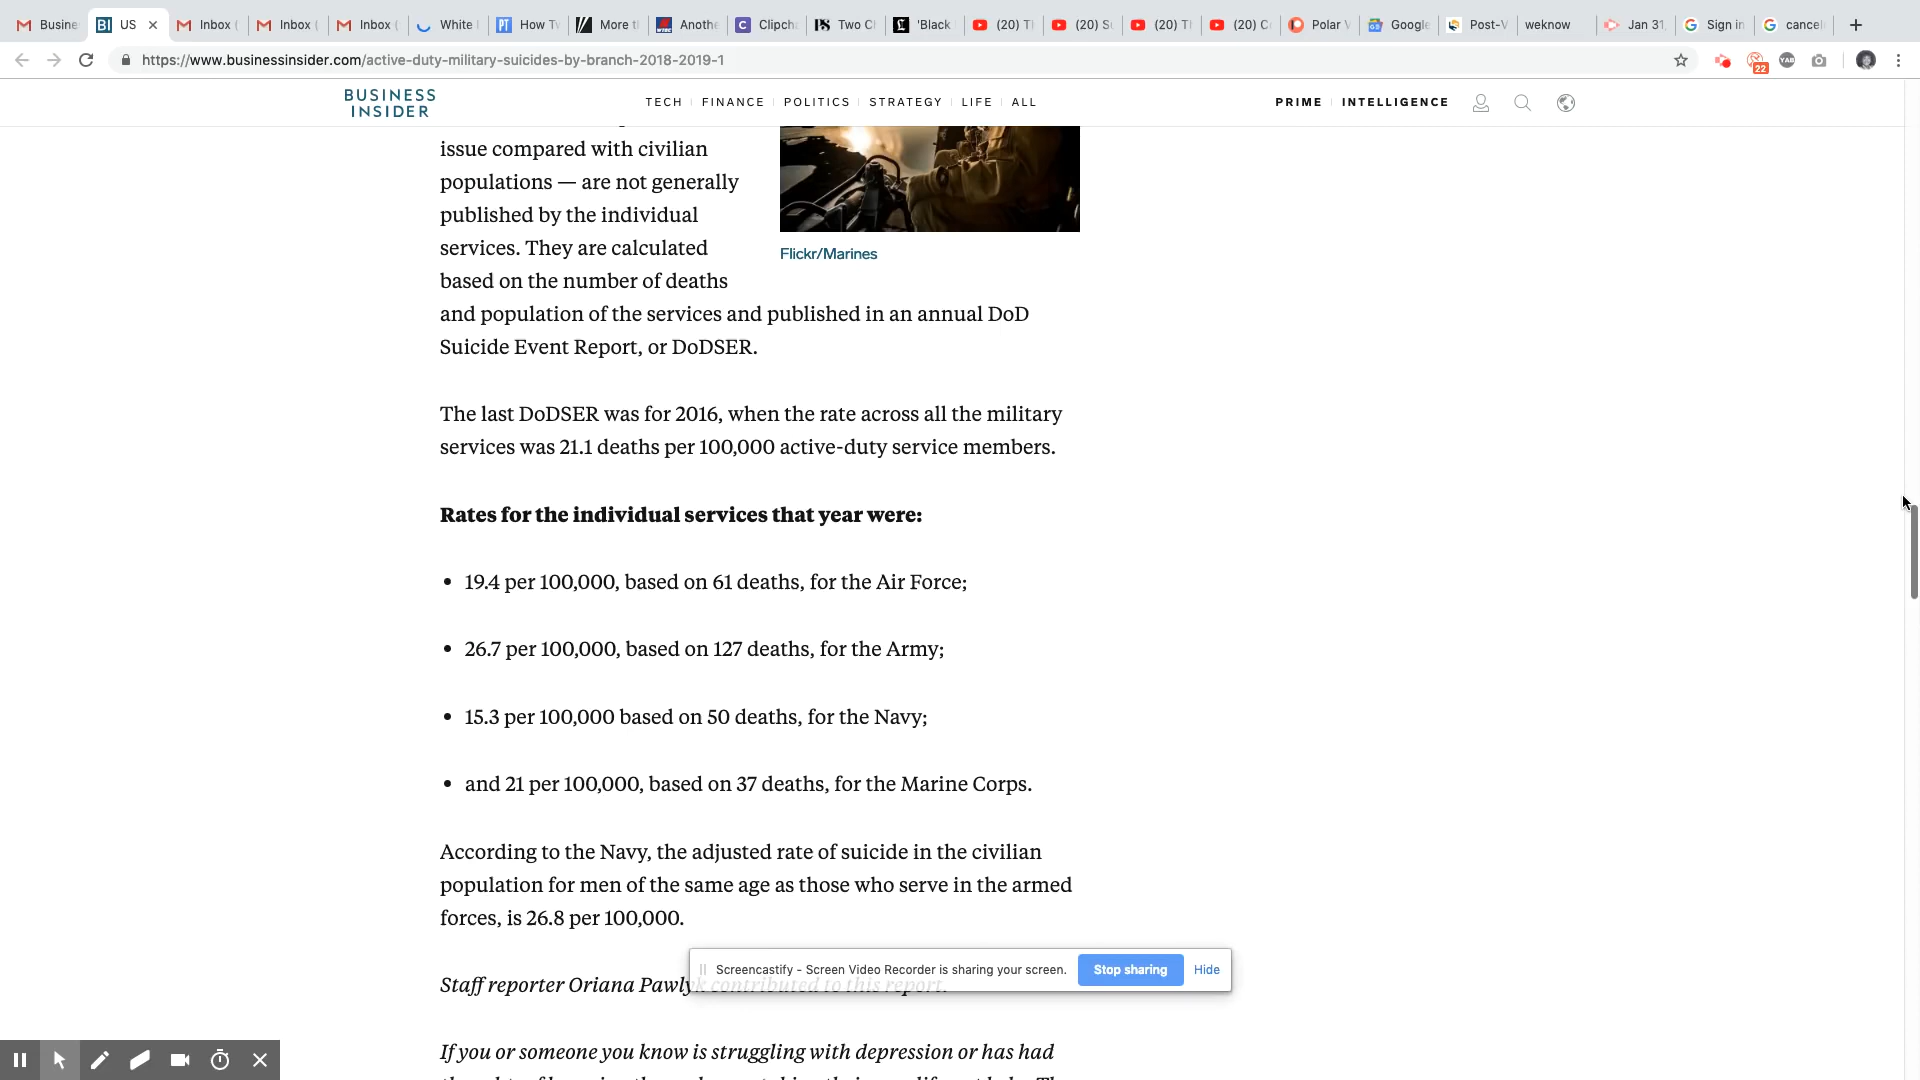 Busine
US
Inbox (
Inbox (
Inbox (
White
How Tw
More t
Anothe
Clipcha
Two C
'Black
(20) T
(20) S
(20) T
(20) C
Polar V
Google
Post-V
weknow
Jan 31,
Sign in
cancel
https://www.businessinsider.com/active-duty-military-suicides-by-branch-2018-2019-1
22
BUSINESS
INSIDER
TECH
FINANCE
POLITICS
STRATEGY
LIFE
ALL
PRIME
INTELLIGENCE
issue compared with civilian
populations — are not generally
published by the individual
services. They are calculated
based on the number of deaths
and population of the services and published in an annual DoD
Suicide Event Report, or DoDSER.
Flickr/Marines
The last DoDSER was for 2016, when the rate across all the military
services was 21.1 deaths per 100,000 active-duty service members.
Rates for the individual services that year were:
• 19.4 per 100,000, based on 61 deaths, for the Air Force;
• 26.7 per 100,000, based on 127 deaths, for the Army;
• 15.3 per 100,000 based on 50 deaths, for the Navy;
• and 21 per 100,000, based on 37 deaths, for the Marine Corps.
According to the Navy, the adjusted rate of suicide in the civilian
population for men of the same age as those who serve in the armed
forces, is 26.8 per 100,000.
Screencastify - Screen Video Recorder is sharing your screen.
Stop sharing
Hide
Staff reporter Oriana Pawlyk contributed to this report.
If you or someone you know is struggling with depression or has had